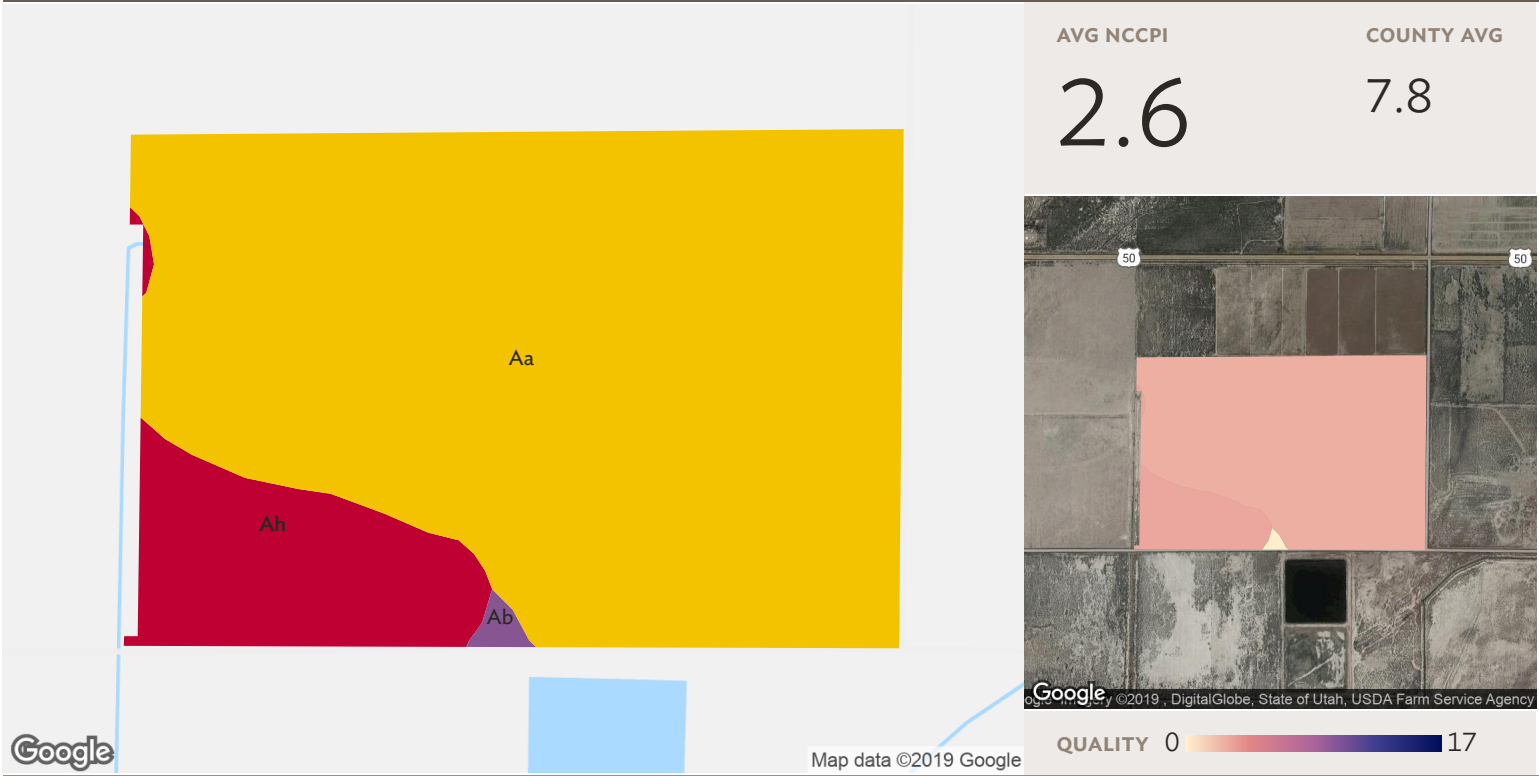 AVG NCCPI
COUNTY AVG
2.6
7.8
Aa
Ah
Ab
Google
Map data ©2019 Google
50
50
Google
Imagery ©2019 , DigitalGlobe, State of Utah, USDA Farm Service Agency
QUALITY 0 17